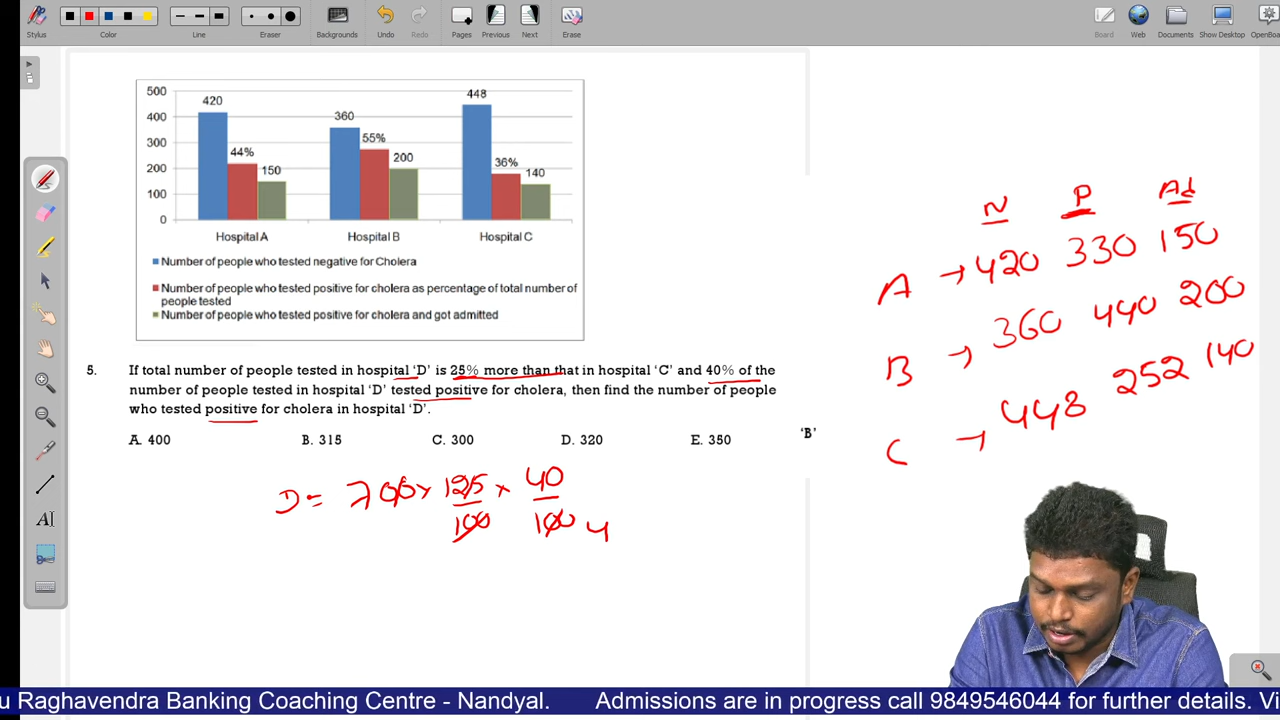 Stylus Color Line Eraser Backgrounds Undo Redo Pages Previous Next Erase Board Web Documents Show Desktop OpenBoa
500
400
300
200
100
0
420
44%
150
360
55%
200
448
36%
140
Hospital A Hospital B Hospital C
Number of people who tested negative for Cholera
Number of people who tested positive for cholera as percentage of total number of
people tested
Number of people who tested positive for cholera and got admitted
N P Ad
A → 420 330 150
B → 360 440 200
C → 448 252 140
5. If total number of people tested in hospital ‘D’ is 25% more than that in hospital ‘C’ and 40% of the
number of people tested in hospital ‘D’ tested positive for cholera, then find the number of people
who tested positive for cholera in hospital ‘D’.
A. 400 B. 315 C. 300 D. 320 E. 350
‘B’
D = 700 × 125/100 × 40/100 4
u Raghavendra Banking Coaching Centre - Nandyal. Admissions are in progress call 9849546044 for further details. Vi